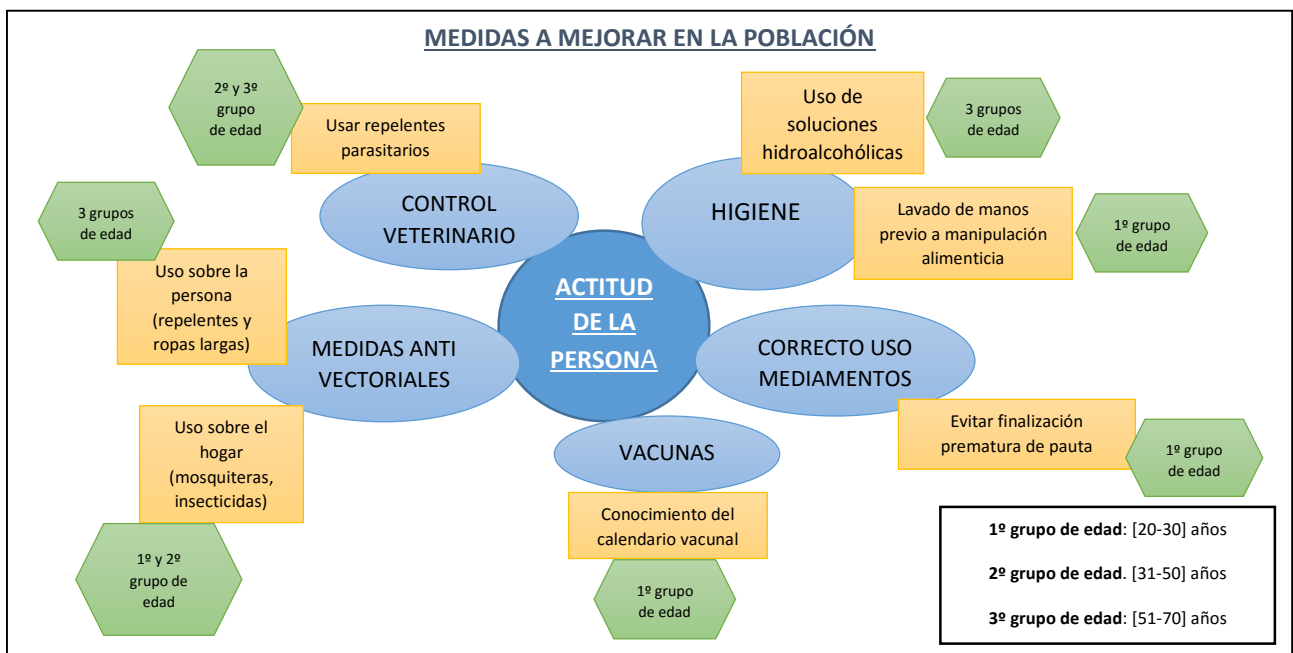 MEDIDAS A MEJORAR EN LA POBLACIÓN
2º y 3º
grupo
de edad
Usar repelentes
parasitarios
CONTROL
VETERINARIO
Uso de
soluciones
hidroalcohólicas
3 grupos
de edad
HIGIENE
Lavado de manos
previo a manipulación
alimenticia
1º grupo
de edad
3 grupos
de edad
Uso sobre la
persona
(repelentes y
ropas largas)
MEDIDAS ANTI
VECTORIALES
ACTITUD
DE LA
PERSONA
CORRECTO USO
MEDIAMENTOS
Evitar finalización
prematura de pauta
1º grupo
de edad
Uso sobre el
hogar
(mosquiteras,
insecticidas)
1º y 2º
grupo de
edad
VACUNAS
Conocimiento del
calendario vacunal
1º grupo
de edad
1º grupo de edad: [20-30] años
2º grupo de edad. [31-50] años
3º grupo de edad: [51-70] años